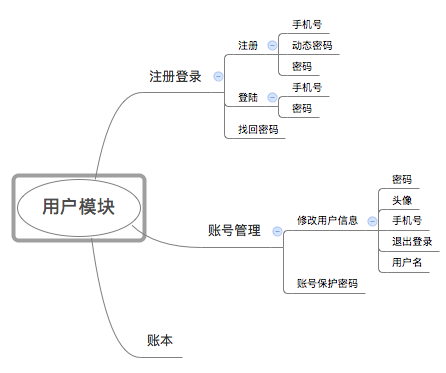 用户模块
注册登录
注册
手机号
动态密码
密码
登陆
手机号
密码
找回密码
账号管理
修改用户信息
密码
头像
手机号
退出登录
用户名
账号保护密码
账本